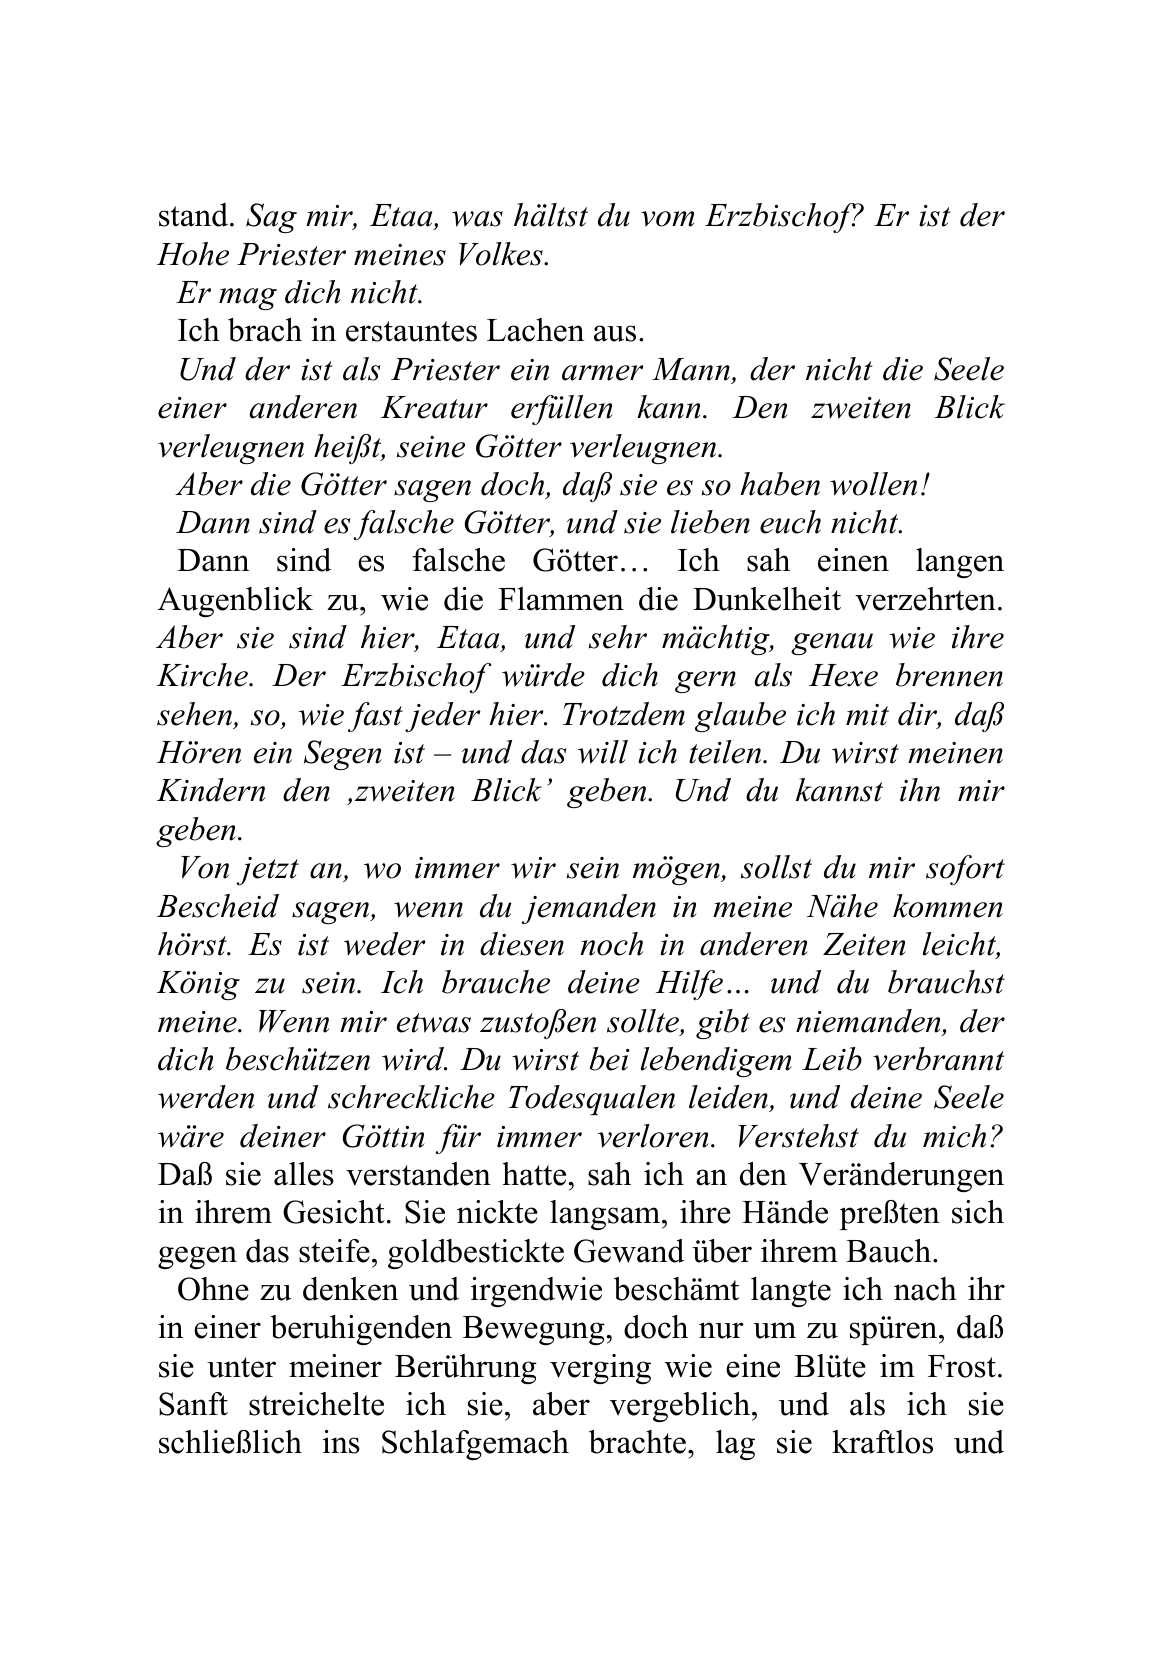 stand. Sag mir, Etaa, was hältst du vom Erzbischof? Er ist der
Hohe Priester meines Volkes.
Er mag dich nicht.
Ich brach in erstauntes Lachen aus.
Und der ist als Priester ein armer Mann, der nicht die Seele
einer anderen Kreatur erfüllen kann. Den zweiten Blick
verleugnen heißt, seine Götter verleugnen.
Aber die Götter sagen doch, daß sie es so haben wollen!
Dann sind es falsche Götter, und sie lieben euch nicht.
Dann sind es falsche Götter… Ich sah einen langen
Augenblick zu, wie die Flammen die Dunkelheit verzehrten.
Aber sie sind hier, Etaa, und sehr mächtig, genau wie ihre
Kirche. Der Erzbischof würde dich gern als Hexe brennen
sehen, so, wie fast jeder hier. Trotzdem glaube ich mit dir, daß
Hören ein Segen ist – und das will ich teilen. Du wirst meinen
Kindern den ‚zweiten Blick’ geben. Und du kannst ihn mir
geben.
Von jetzt an, wo immer wir sein mögen, sollst du mir sofort
Bescheid sagen, wenn du jemanden in meine Nähe kommen
hörst. Es ist weder in diesen noch in anderen Zeiten leicht,
König zu sein. Ich brauche deine Hilfe… und du brauchst
meine. Wenn mir etwas zustoßen sollte, gibt es niemanden, der
dich beschützen wird. Du wirst bei lebendigem Leib verbrannt
werden und schreckliche Todesqualen leiden, und deine Seele
wäre deiner Göttin für immer verloren. Verstehst du mich?
Daß sie alles verstanden hatte, sah ich an den Veränderungen
in ihrem Gesicht. Sie nickte langsam, ihre Hände preßten sich
gegen das steife, goldbestickte Gewand über ihrem Bauch.
Ohne zu denken und irgendwie beschämt langte ich nach ihr
in einer beruhigenden Bewegung, doch nur um zu spüren, daß
sie unter meiner Berührung verging wie eine Blüte im Frost.
Sanft streichelte ich sie, aber vergeblich, und als ich sie
schließlich ins Schlafgemach brachte, lag sie kraftlos und